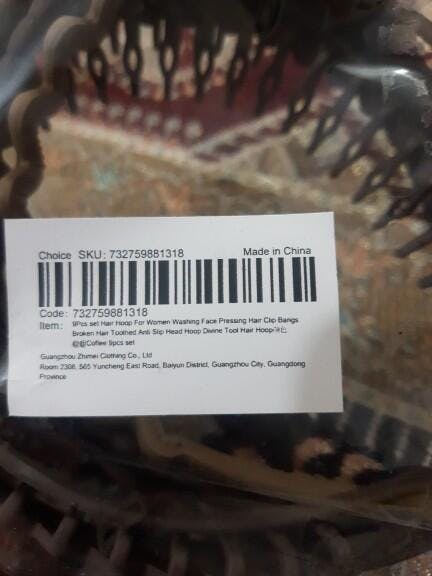 Choice SKU: 732759881318 Made in China
Code: 732759881318
Item: 9Pcs set Hair Hoop For Women Washing Face Pressing Hair Clip Bangs
Broken Hair Toothed Anti Slip Head Hoop Divine Tool Hair Hoop
@@Coffee 9pcs set
Guangzhou Zhimei Clothing Co., Ltd
Room 2308, 565 Yuncheng East Road, Baiyun District, Guangzhou City, Guangdong
Province